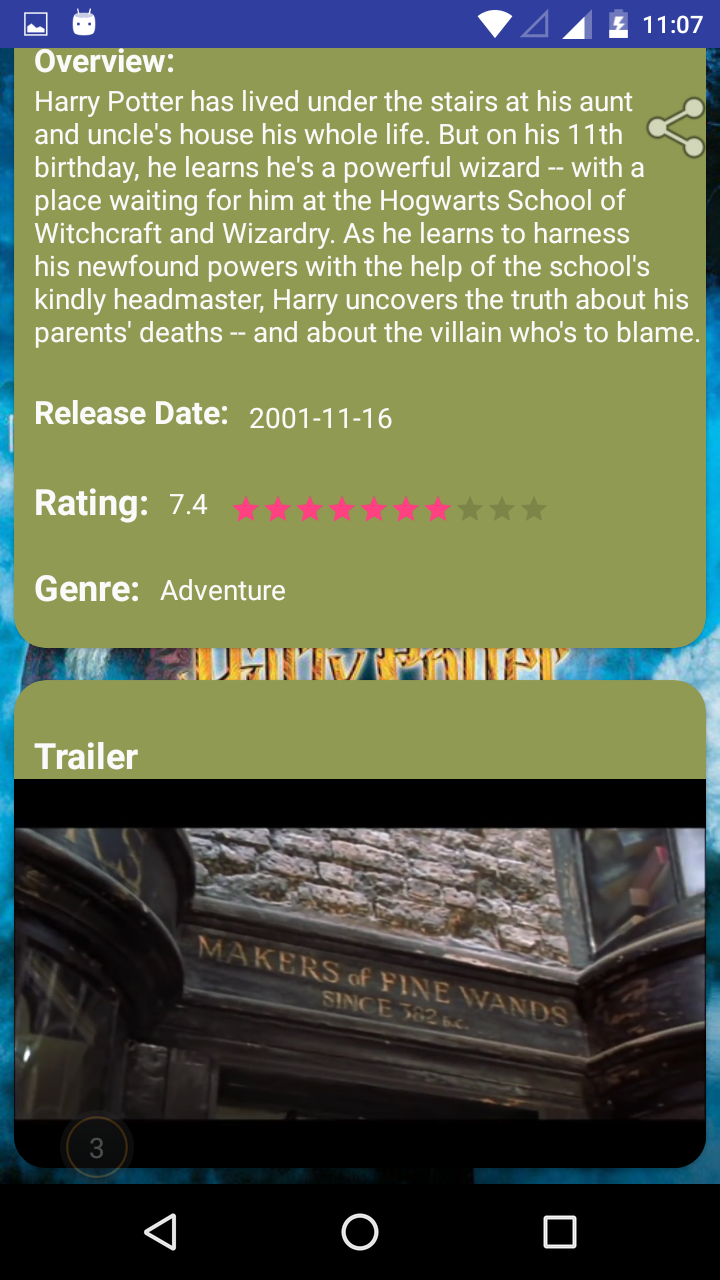 11:07
Overview:
Harry Potter has lived under the stairs at his aunt
and uncle's house his whole life. But on his 11th
birthday, he learns he's a powerful wizard -- with a
place waiting for him at the Hogwarts School of
Witchcraft and Wizardry. As he learns to harness
his newfound powers with the help of the school's
kindly headmaster, Harry uncovers the truth about his
parents' deaths -- and about the villain who's to blame.
Release Date: 2001-11-16
Rating: 7.4
Genre: Adventure
Harry Potter
Trailer
MAKERS of FINE WANDS
SINCE 382 B.C.
3